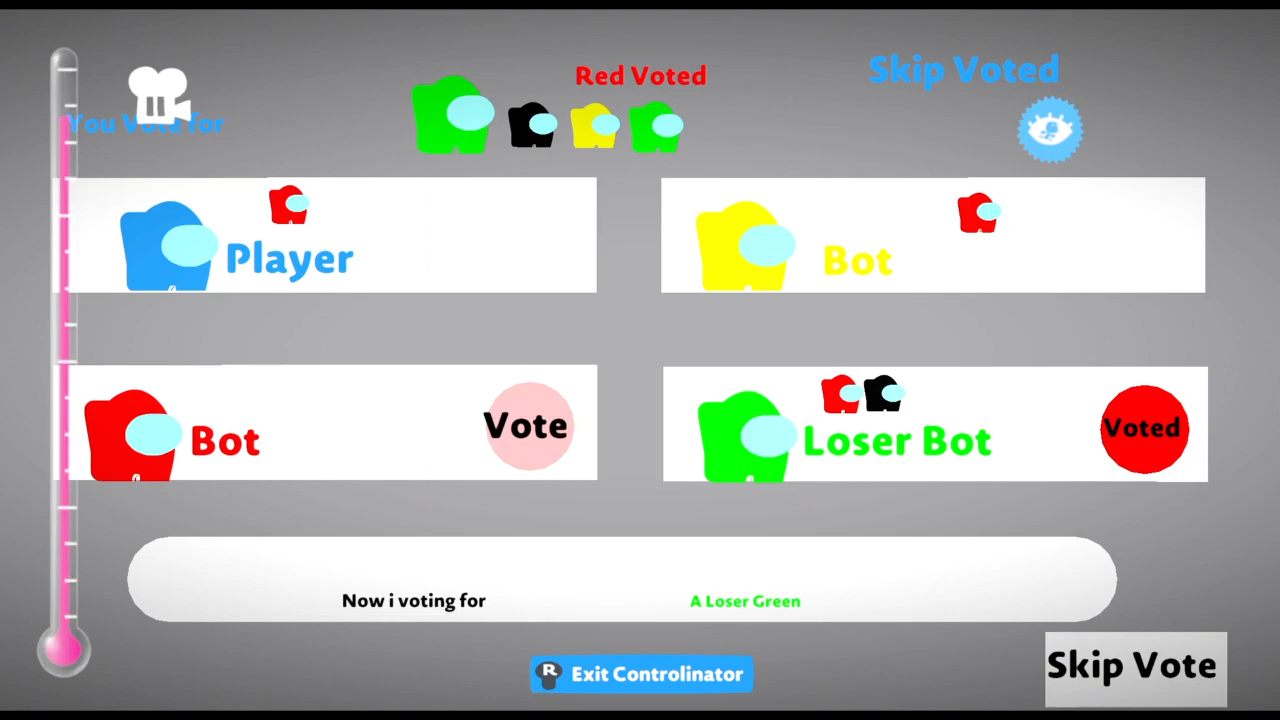 Red Voted
Skip Voted
You Vote for
Player
Bot
Bot
Vote
Loser Bot
Voted
Now i voting for
A Loser Green
Skip Vote
R Exit Controlinator